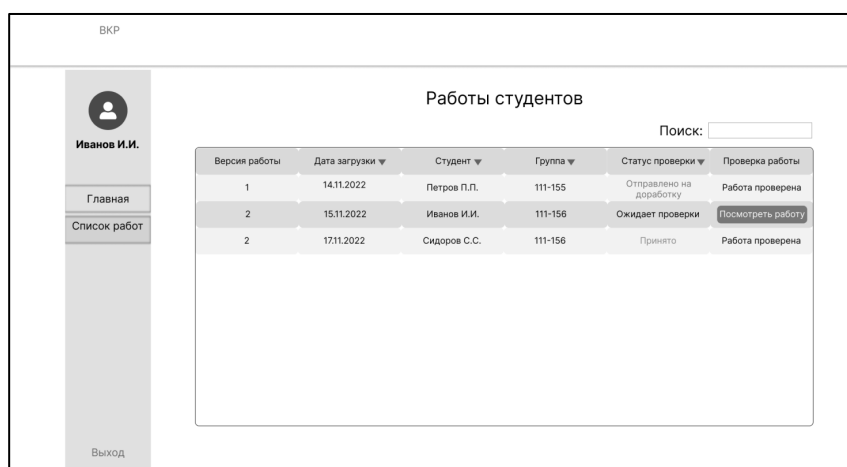 ВКР
Иванов И.И.
Главная
Список работ
Выход
Работы студентов
Поиск:
Версия работы Дата загрузки Студент Группа Статус проверки Проверка работы
1 14.11.2022 Петров П.П. 111-155 Отправлено на доработку Работа проверена
2 15.11.2022 Иванов И.И. 111-156 Ожидает проверки Посмотреть работу
2 17.11.2022 Сидоров С.С. 111-156 Принято Работа проверена